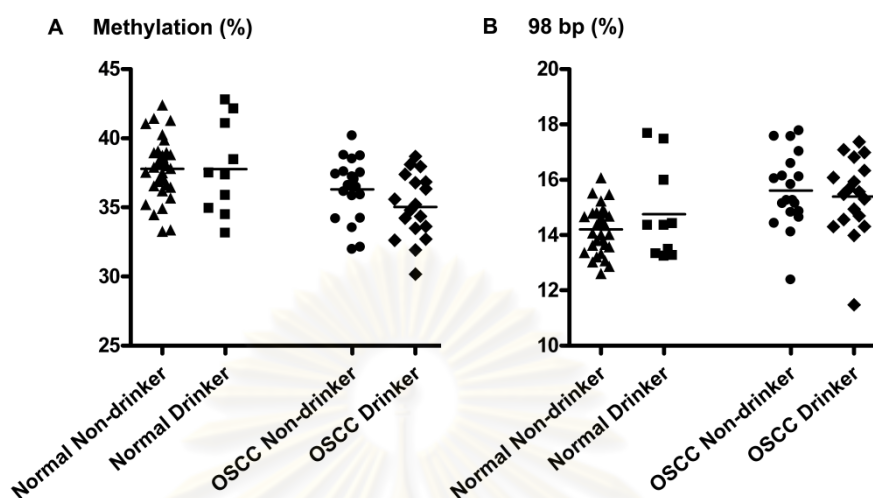 A Methylation (%)
45
40
35
30
25
Normal Non-drinker
Normal Drinker
OSCC Non-drinker
OSCC Drinker
B 98 bp (%)
20
18
16
14
12
10
Normal Non-drinker
Normal Drinker
OSCC Non-drinker
OSCC Drinker